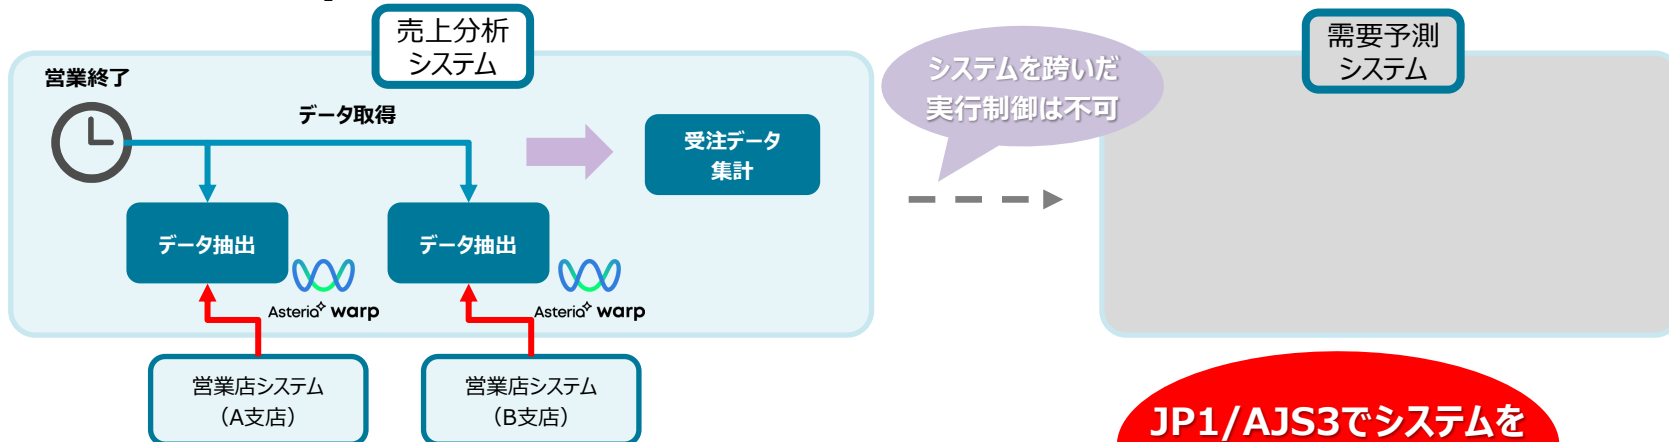 売上分析
システム
営業終了
データ取得
データ抽出
Asteria warp
データ抽出
Asteria warp
受注データ
集計
営業店システム
（A支店）
営業店システム
（B支店）
システムを跨いだ
実行制御は不可
需要予測
システム
JP1/AJS3でシステムを